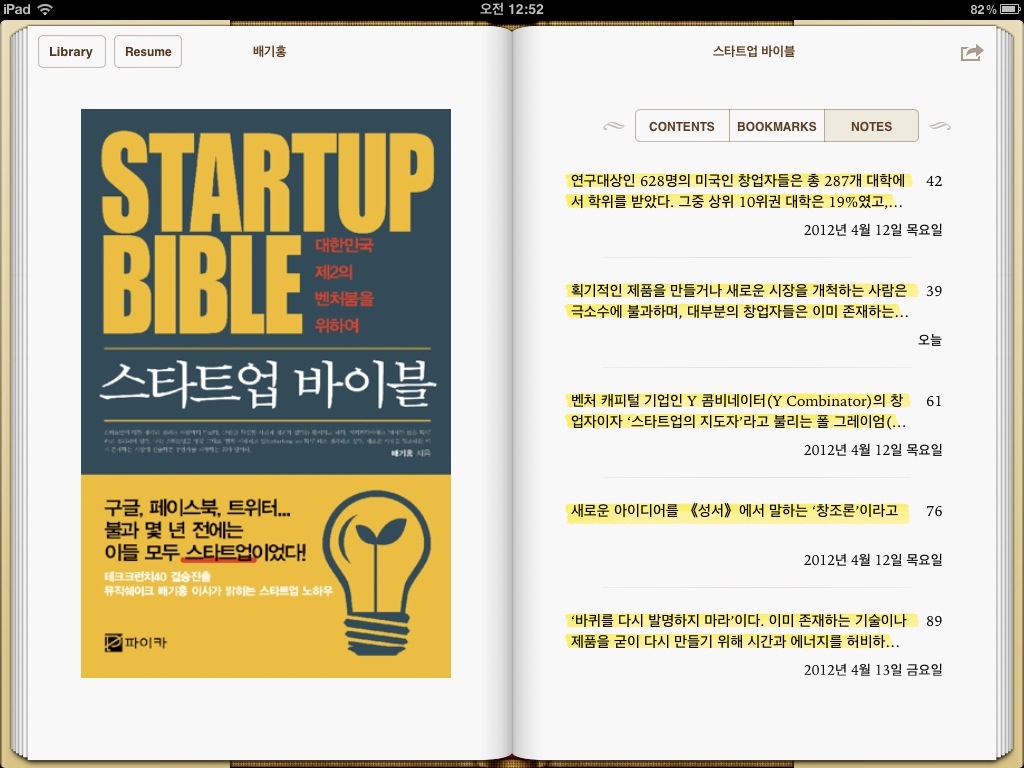 iPad
오전 12:52
82%
Library
Resume
배기홍
스타트업 바이블
STARTUP
BIBLE
대한민국
제2의
벤처붐을
위하여
스타트업 바이블
배기홍 지음
구글, 페이스북, 트위터...
불과 몇 년 전에는
이들 모두 스타트업이었다!
테크크런치40 결승진출
뮤직쉐이크 배기홍 이사가 밝히는 스타트업 노하우
파이카
CONTENTS
BOOKMARKS
NOTES
연구대상인 628명의 미국인 창업자들은 총 287개 대학에 42
서 학위를 받았다. 그중 상위 10위권 대학은 19%였고,…
2012년 4월 12일 목요일
획기적인 제품을 만들거나 새로운 시장을 개척하는 사람은 39
극소수에 불과하며, 대부분의 창업자들은 이미 존재하는…
오늘
벤처 캐피털 기업인 Y 콤비네이터(Y Combinator)의 창 61
업자이자 ‘스타트업의 지도자’라고 불리는 폴 그레이엄(…
2012년 4월 12일 목요일
새로운 아이디어를 《성서》에서 말하는 ‘창조론’이라고 76
2012년 4월 12일 목요일
‘바퀴를 다시 발명하지 마라’이다. 이미 존재하는 기술이나 89
제품을 굳이 다시 만들기 위해 시간과 에너지를 허비하…
2012년 4월 13일 금요일